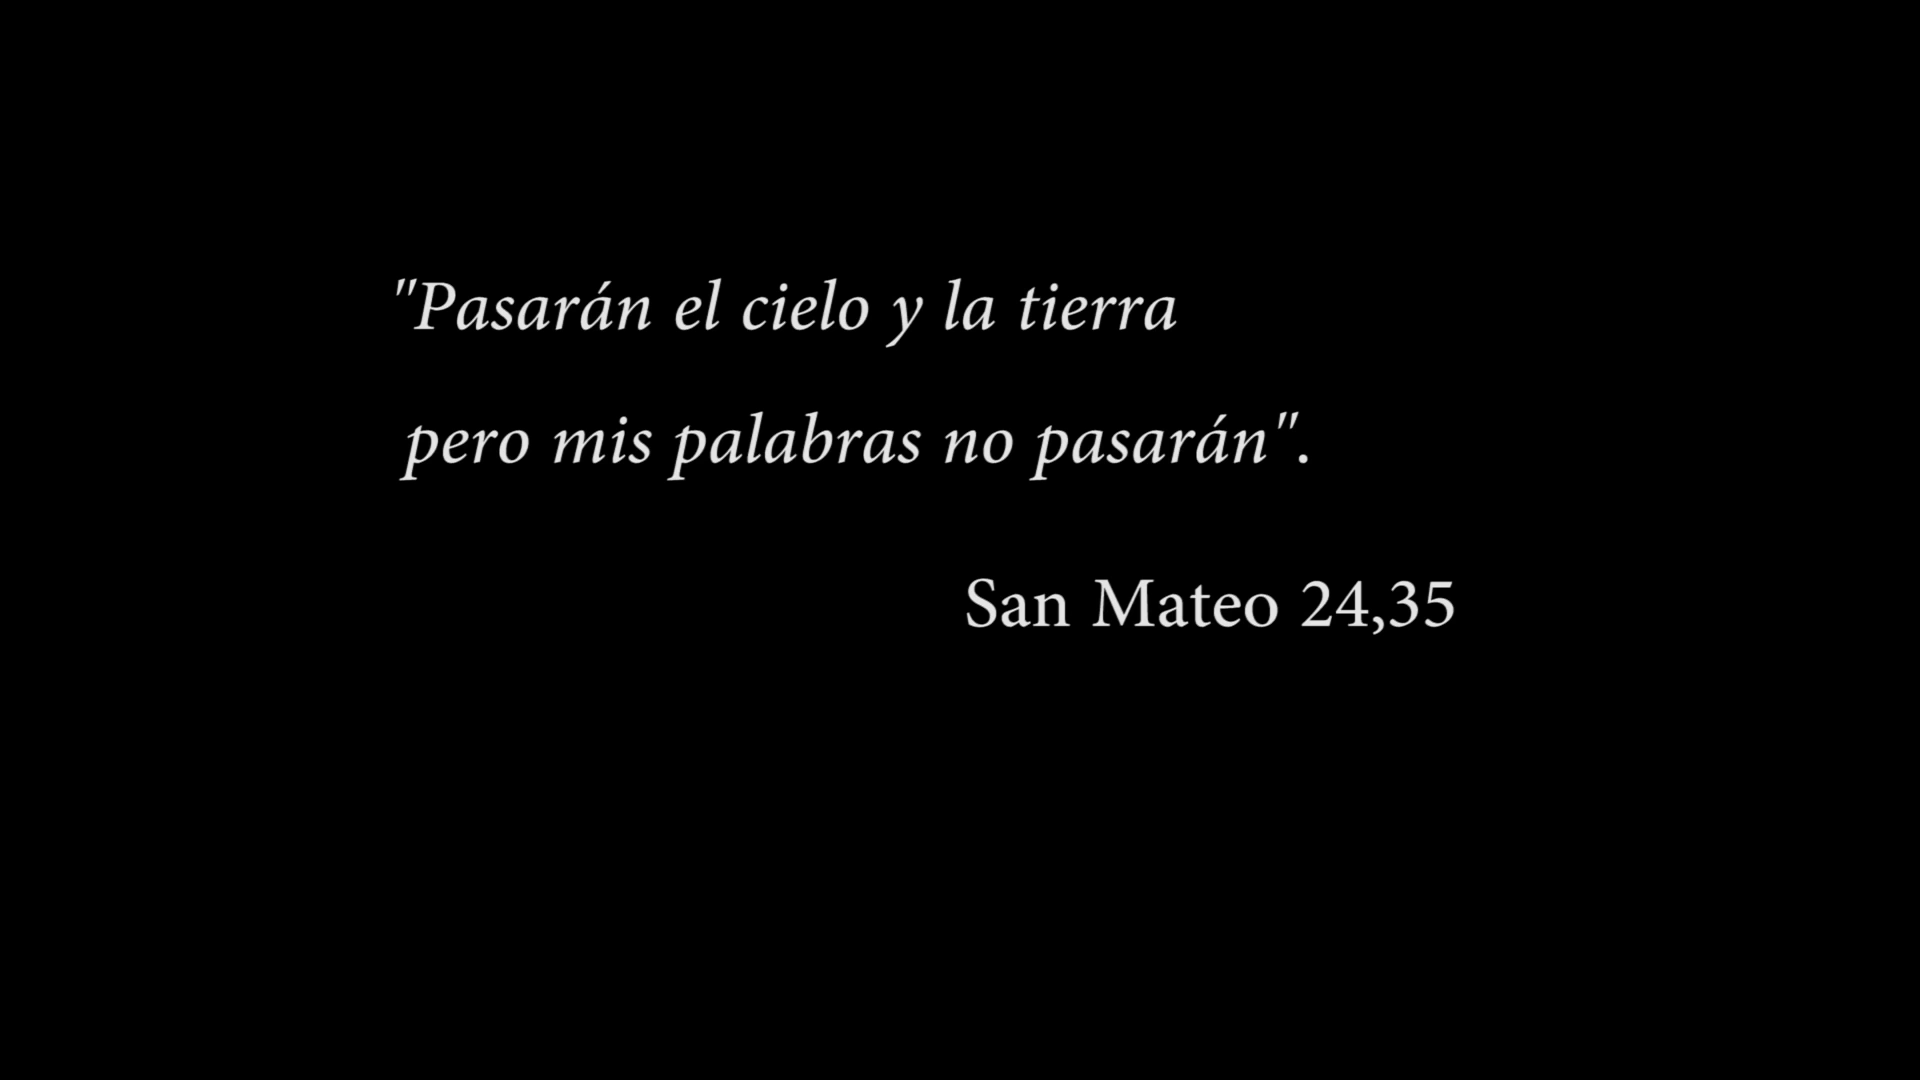 "Pasarán el cielo y la tierra
pero mis palabras no pasarán".
San Mateo 24,35